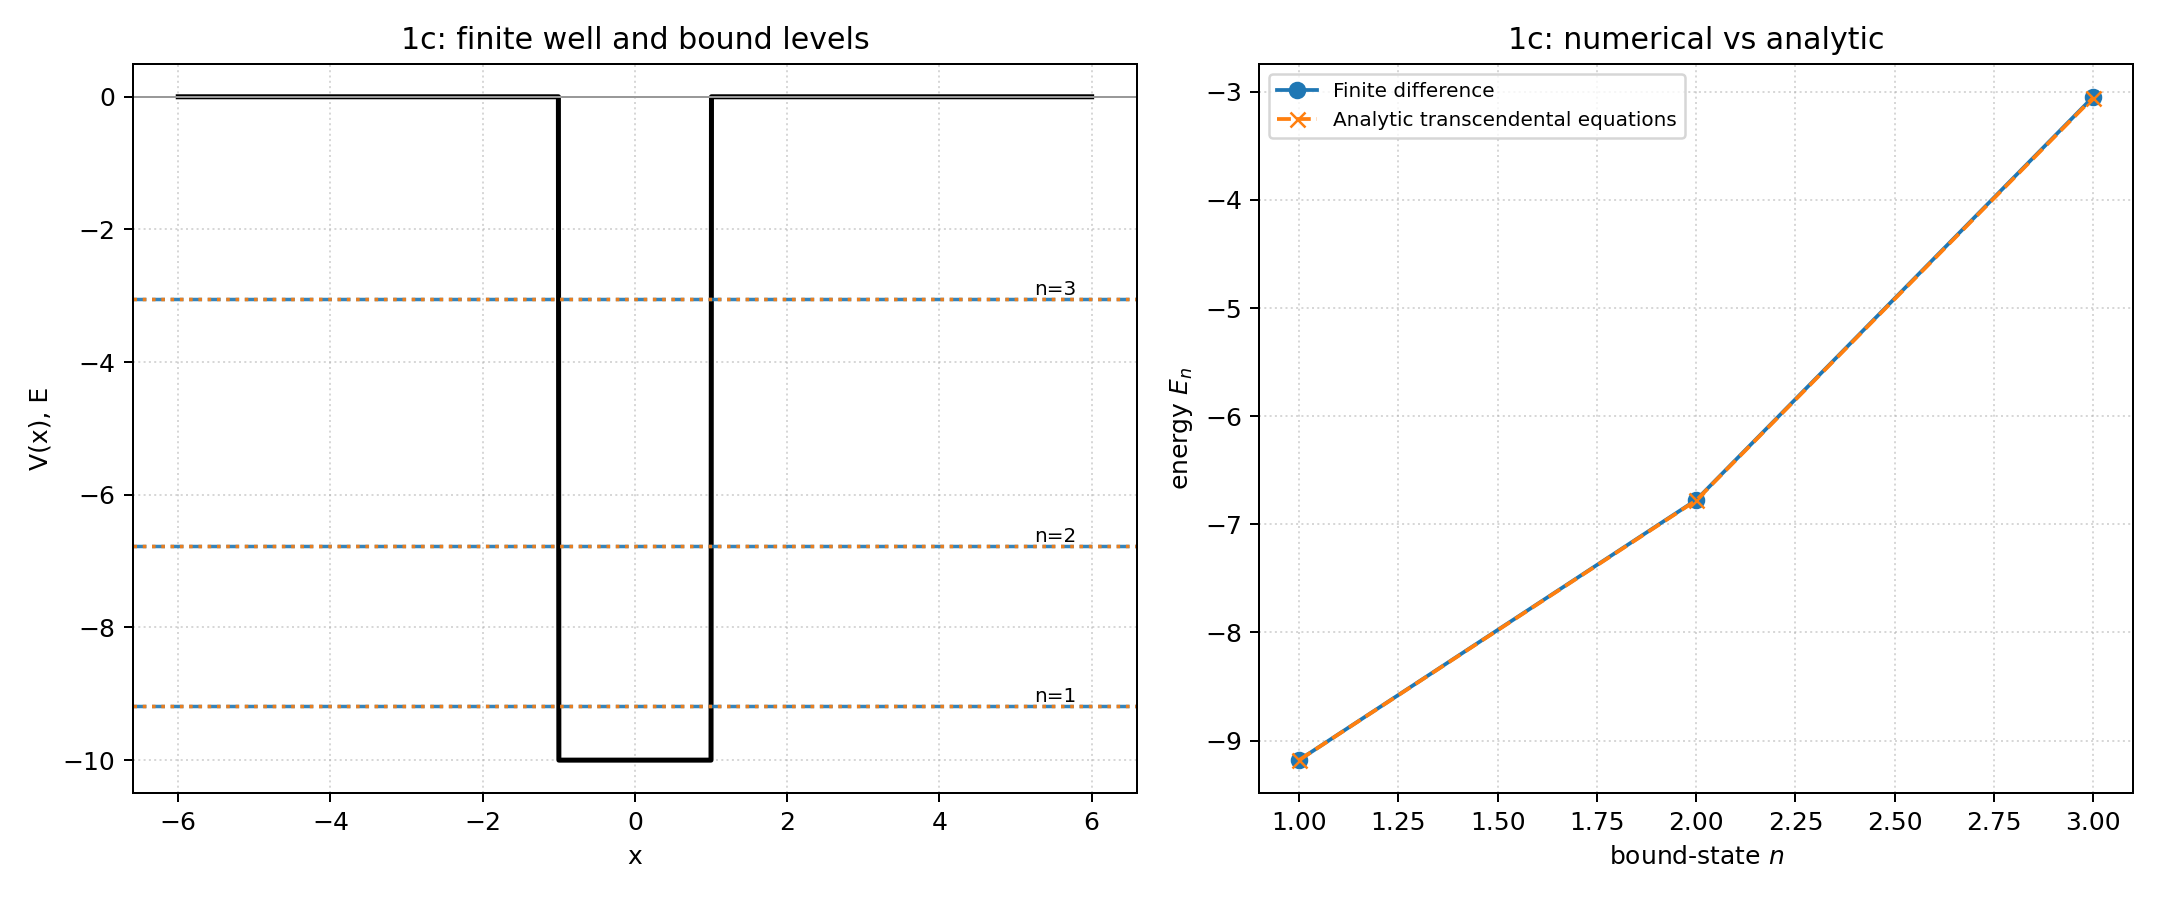 1c: finite well and bound levels
0
−2
−4
−6
−8
−10
V(x), E
n=3
n=2
n=1
−6 −4 −2 0 2 4 6
x
1c: numerical vs analytic
Finite difference
Analytic transcendental equations
−3
−4
−5
−6
−7
−8
−9
energy Eₙ
1.00 1.25 1.50 1.75 2.00 2.25 2.50 2.75 3.00
bound-state n